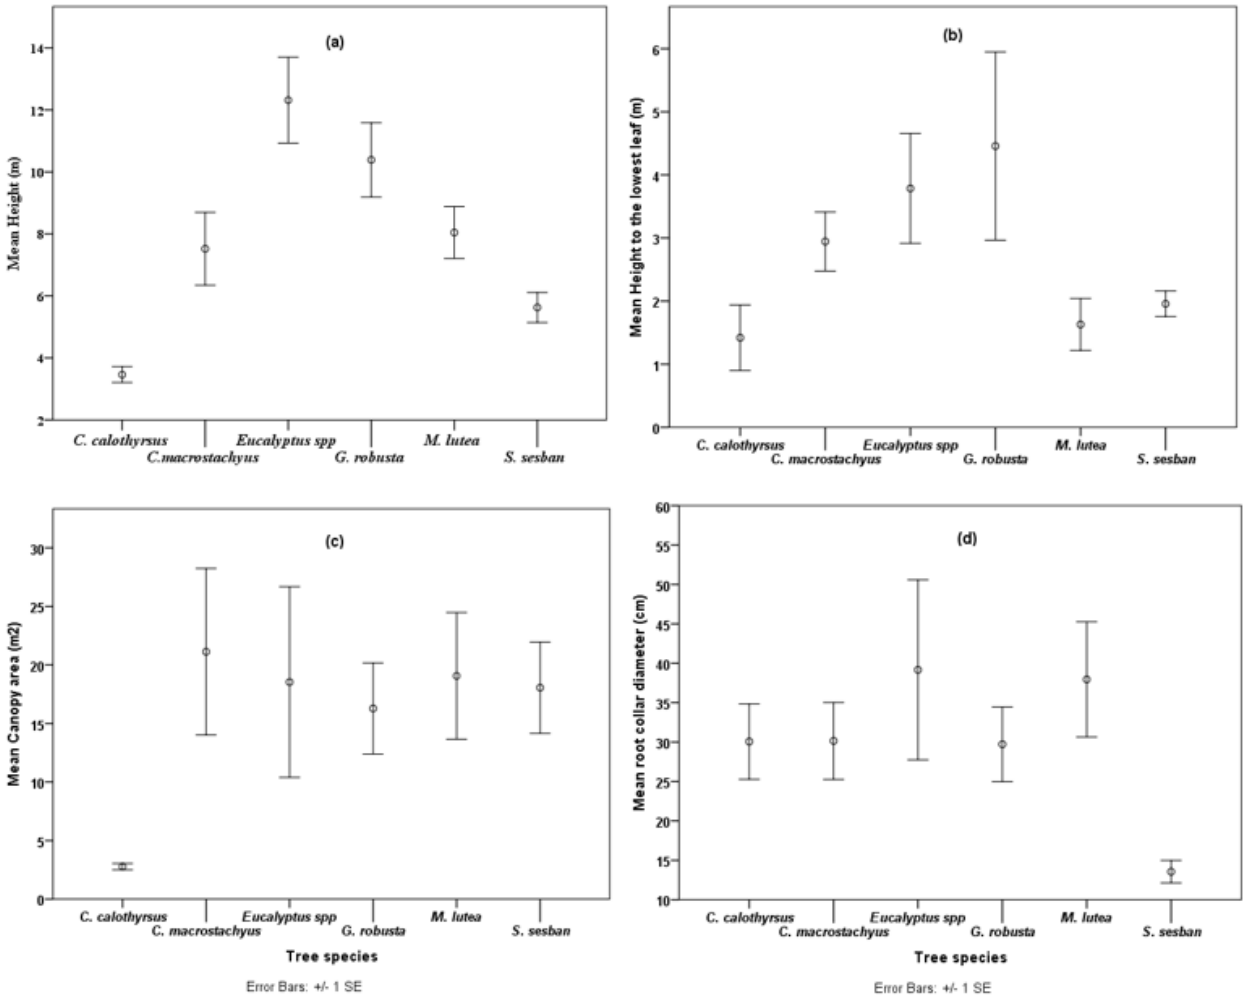 (a)
Mean Height (m)
14
12
10
8
6
4
2
C. calothyrsus
C.macrostachyus
Eucalyptus spp
G. robusta
M. lutea
S. sesban
(b)
Mean Height to the lowest leaf (m)
6
5
4
3
2
1
0
C. calothyrsus
C. macrostachyus
Eucalyptus spp
G. robusta
M. lutea
S. sesban
(c)
Mean Canopy area (m2)
30
25
20
15
10
5
0
C. calothyrsus
C. macrostachyus
Eucalyptus spp
G. robusta
M. lutea
S. sesban
Tree species
Error Bars: +/- 1 SE
(d)
Mean root collar diameter (cm)
60
55
50
45
40
35
30
25
20
15
10
C. calothyrsus
C. macrostachyus
Eucalyptus spp
G. robusta
M. lutea
S. sesban
Tree species
Error Bars: +/- 1 SE